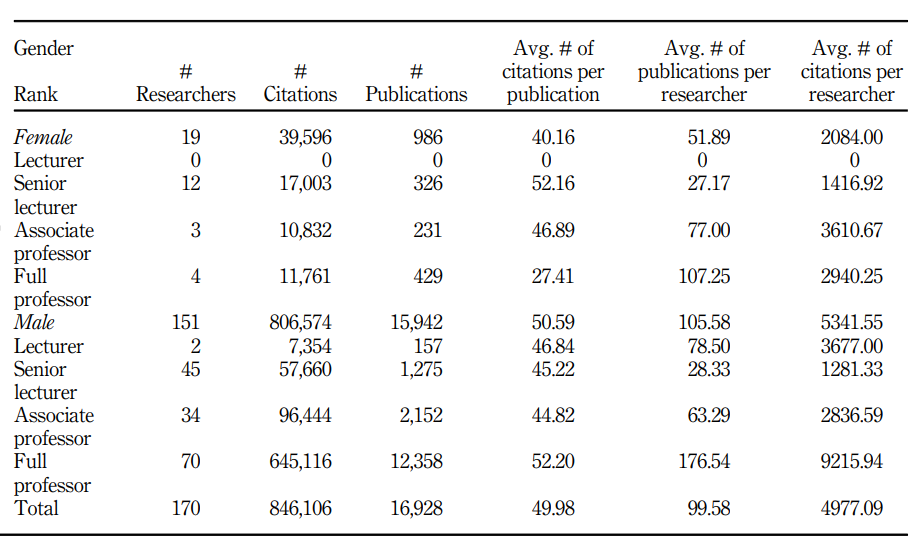 Gender Avg. # of Avg. # of Avg. # of
# # # citations per publications per citations per
Rank Researchers Citations Publications publication researcher researcher
Female 19 39,596 986 40.16 51.89 2084.00
Lecturer 0 0 0 0 0 0
Senior 12 17,003 326 52.16 27.17 1416.92
lecturer
Associate 3 10,832 231 46.89 77.00 3610.67
professor
Full 4 11,761 429 27.41 107.25 2940.25
professor
Male 151 806,574 15,942 50.59 105.58 5341.55
Lecturer 2 7,354 157 46.84 78.50 3677.00
Senior 45 57,660 1,275 45.22 28.33 1281.33
lecturer
Associate 34 96,444 2,152 44.82 63.29 2836.59
professor
Full 70 645,116 12,358 52.20 176.54 9215.94
professor
Total 170 846,106 16,928 49.98 99.58 4977.09